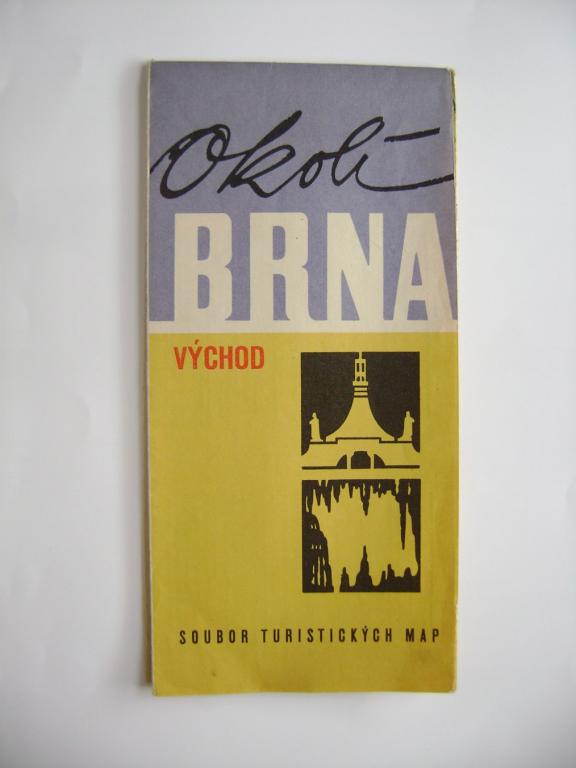 Okolí
BRNA
VÝCHOD
SOUBOR TURISTICKÝCH MAP